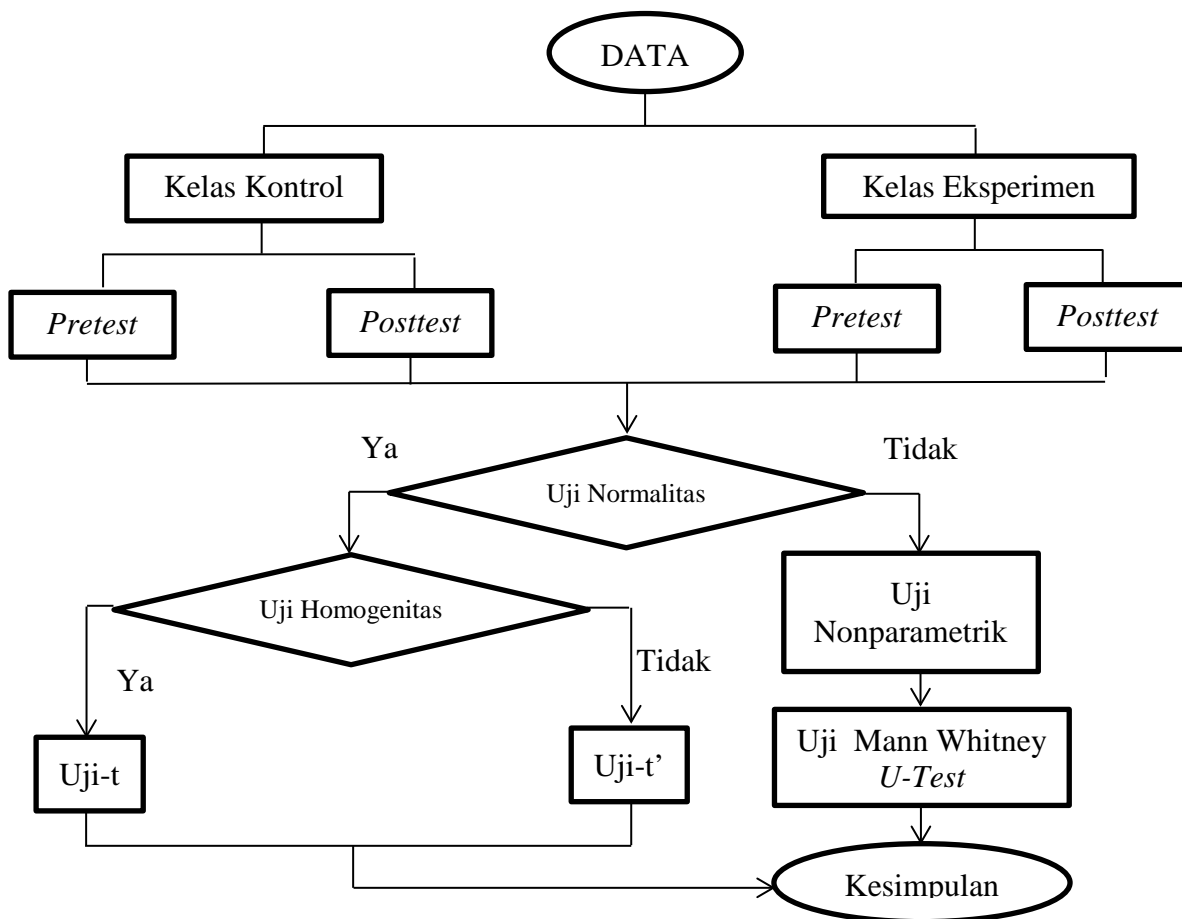 DATA
Kelas Kontrol
Kelas Eksperimen
Pretest
Posttest
Pretest
Posttest
Ya
Tidak
Uji Normalitas
Uji Homogenitas
Uji
Nonparametrik
Ya
Tidak
Uji-t
Uji-t’
Uji  Mann Whitney
U-Test
Kesimpulan